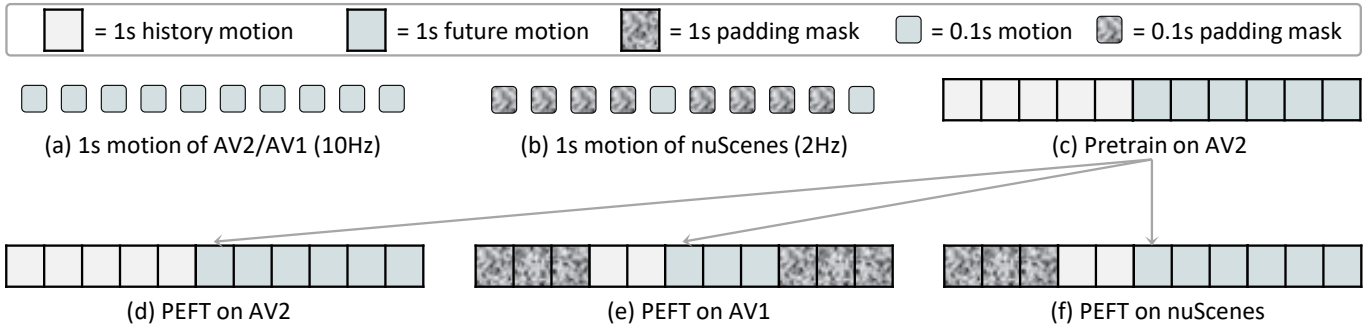 = 1s history motion = 1s future motion = 1s padding mask = 0.1s motion = 0.1s padding mask
(a) 1s motion of AV2/AV1 (10Hz) (b) 1s motion of nuScenes (2Hz) (c) Pretrain on AV2
(d) PEFT on AV2 (e) PEFT on AV1 (f) PEFT on nuScenes